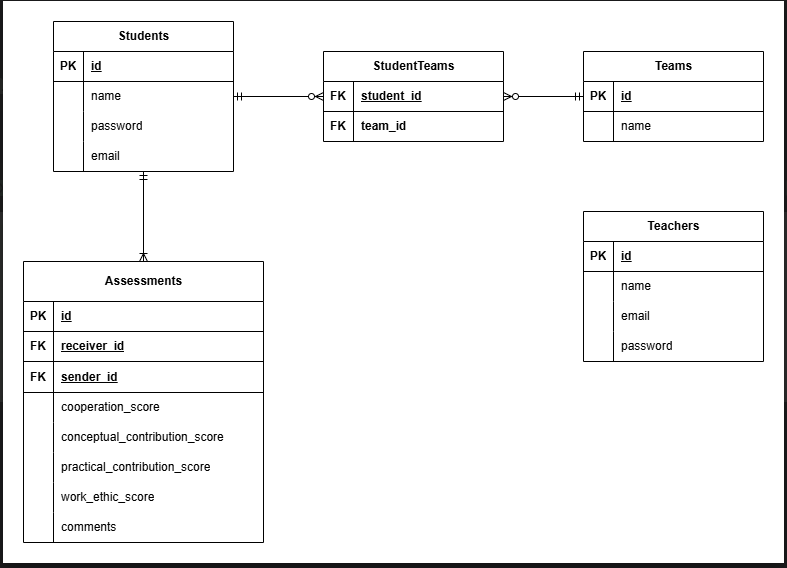 Students
PK id
name
password
email
StudentTeams
FK student_id
FK team_id
Teams
PK id
name
Teachers
PK id
name
email
password
Assessments
PK id
FK receiver_id
FK sender_id
cooperation_score
conceptual_contribution_score
practical_contribution_score
work_ethic_score
comments